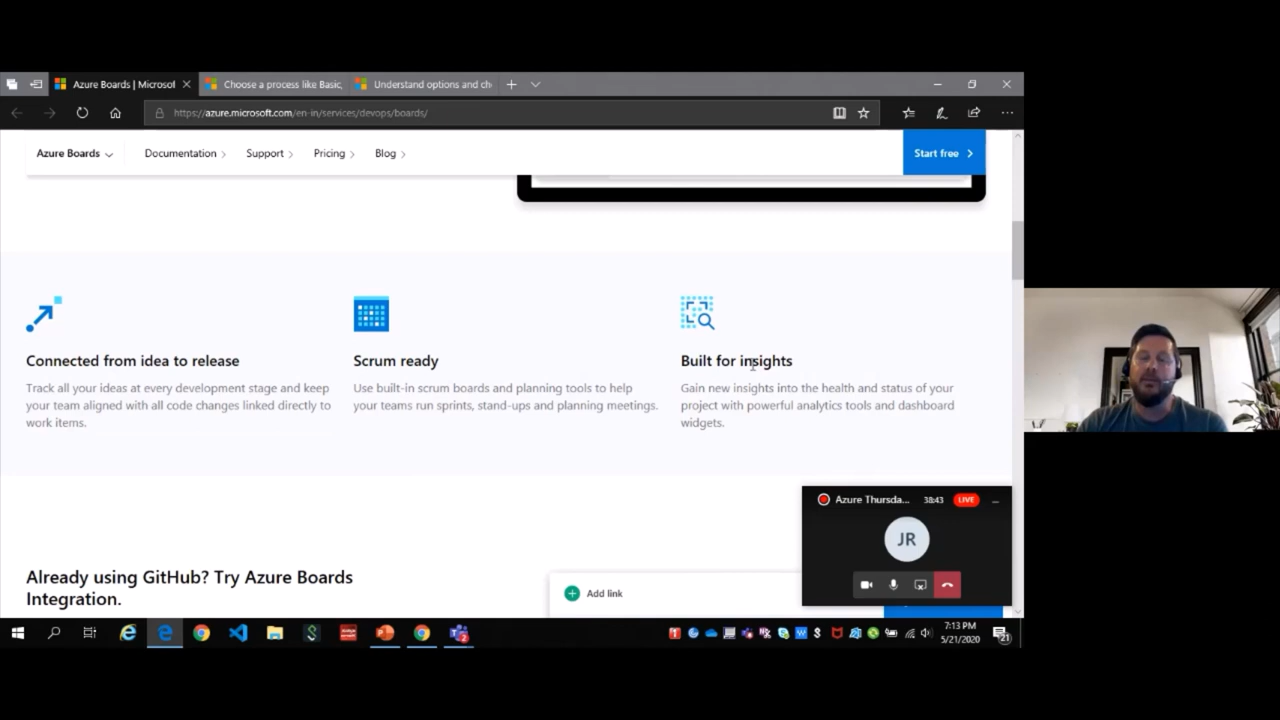 Azure Boards | Microsof
Choose a process like Basic,
Understand options and ch
https://azure.microsoft.com/en-in/services/devops/boards/
Azure Boards
Documentation
Support
Pricing
Blog
Start free
Connected from idea to release
Track all your ideas at every development stage and keep
your team aligned with all code changes linked directly to
work items.
Scrum ready
Use built-in scrum boards and planning tools to help
your teams run sprints, stand-ups and planning meetings.
Built for insights
Gain new insights into the health and status of your
project with powerful analytics tools and dashboard
widgets.
Azure Thursda...
38:43
LIVE
JR
Already using GitHub? Try Azure Boards
Integration.
Add link
7:13 PM
5/21/2020
21